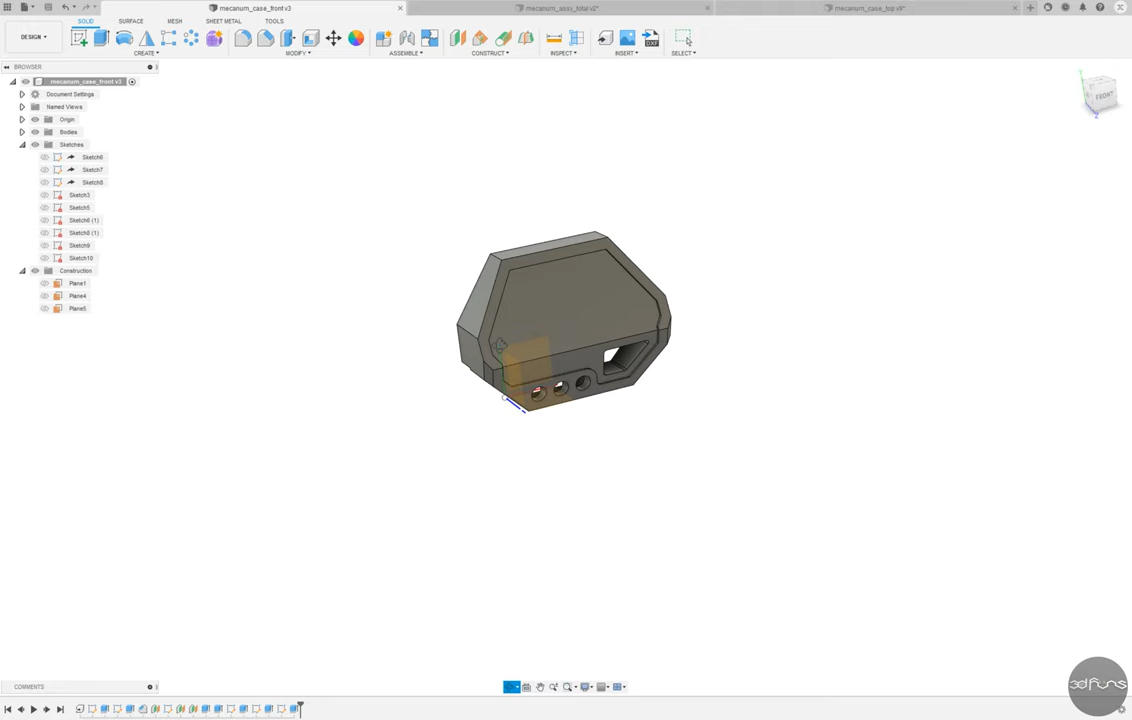 mecanum_case_front v3
mecanum_assy_total v2*
mecanum_case_top v9*
DESIGN
SOLID
SURFACE
MESH
SHEET METAL
TOOLS
CREATE
MODIFY
ASSEMBLE
CONSTRUCT
INSPECT
INSERT
SELECT
DXF
BROWSER
mecanum_case_front v3
Document Settings
Named Views
Origin
Bodies
Sketches
Sketch6
Sketch7
Sketch8
Sketch3
Sketch5
Sketch6 (1)
Sketch8 (1)
Sketch9
Sketch10
Construction
Plane1
Plane4
Plane5
FRONT
Z
COMMENTS
3dfuns